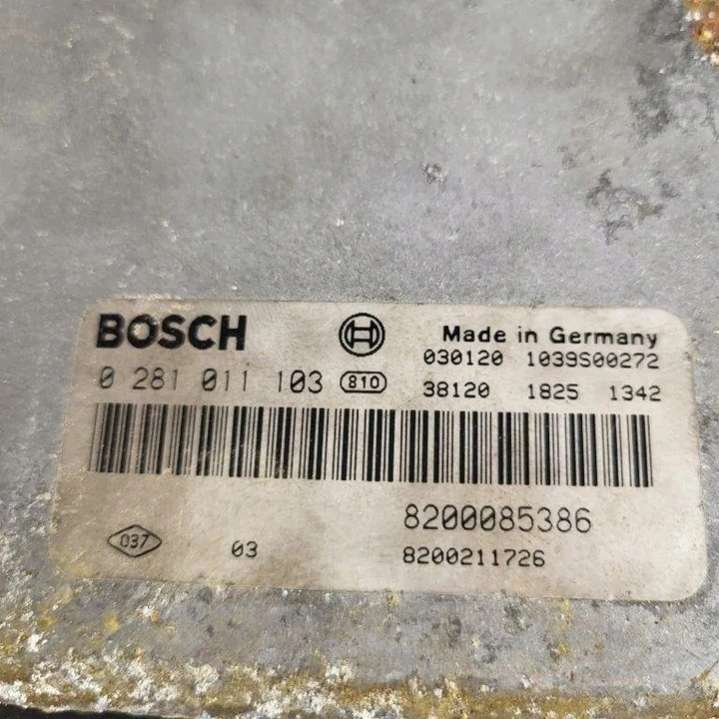 BOSCH
Made in Germany
030120 1039S00272
0 281 011 103 810 38120 1825 1342
8200085386
037 03 8200211726